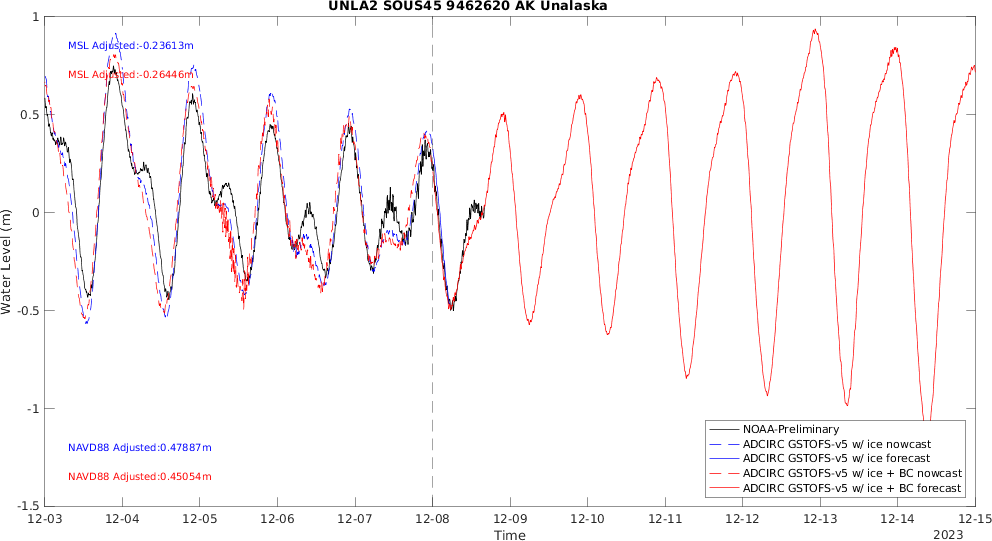 UNLA2 SOUS45 9462620 AK Unalaska
1
0.5
0
-0.5
-1
-1.5
Water Level (m)
MSL Adjusted:-0.23613m
MSL Adjusted:-0.26446m
NAVD88 Adjusted:0.47887m
NAVD88 Adjusted:0.45054m
NOAA-Preliminary
ADCIRC GSTOFS-v5 w/ ice nowcast
ADCIRC GSTOFS-v5 w/ ice forecast
ADCIRC GSTOFS-v5 w/ ice + BC nowcast
ADCIRC GSTOFS-v5 w/ ice + BC forecast
12-03 12-04 12-05 12-06 12-07 12-08 12-09 12-10 12-11 12-12 12-13 12-14 12-15
Time
2023